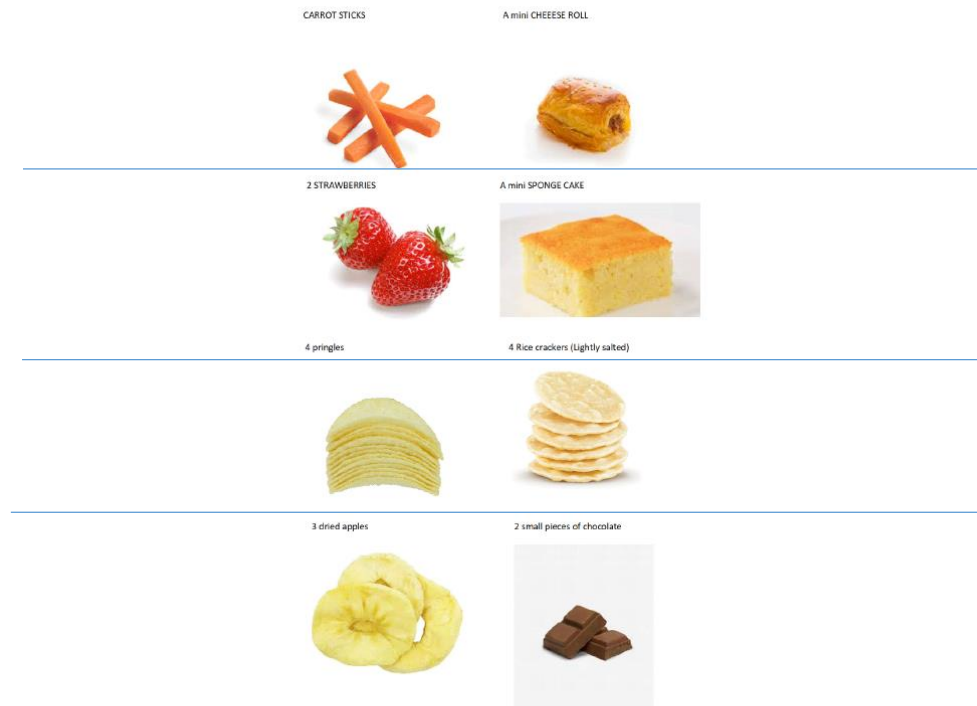 CARROT STICKS
A mini CHEEESE ROLL
2 STRAWBERRIES
A mini SPONGE CAKE
4 pringles
4 Rice crackers (Lightly salted)
3 dried apples
2 small pieces of chocolate